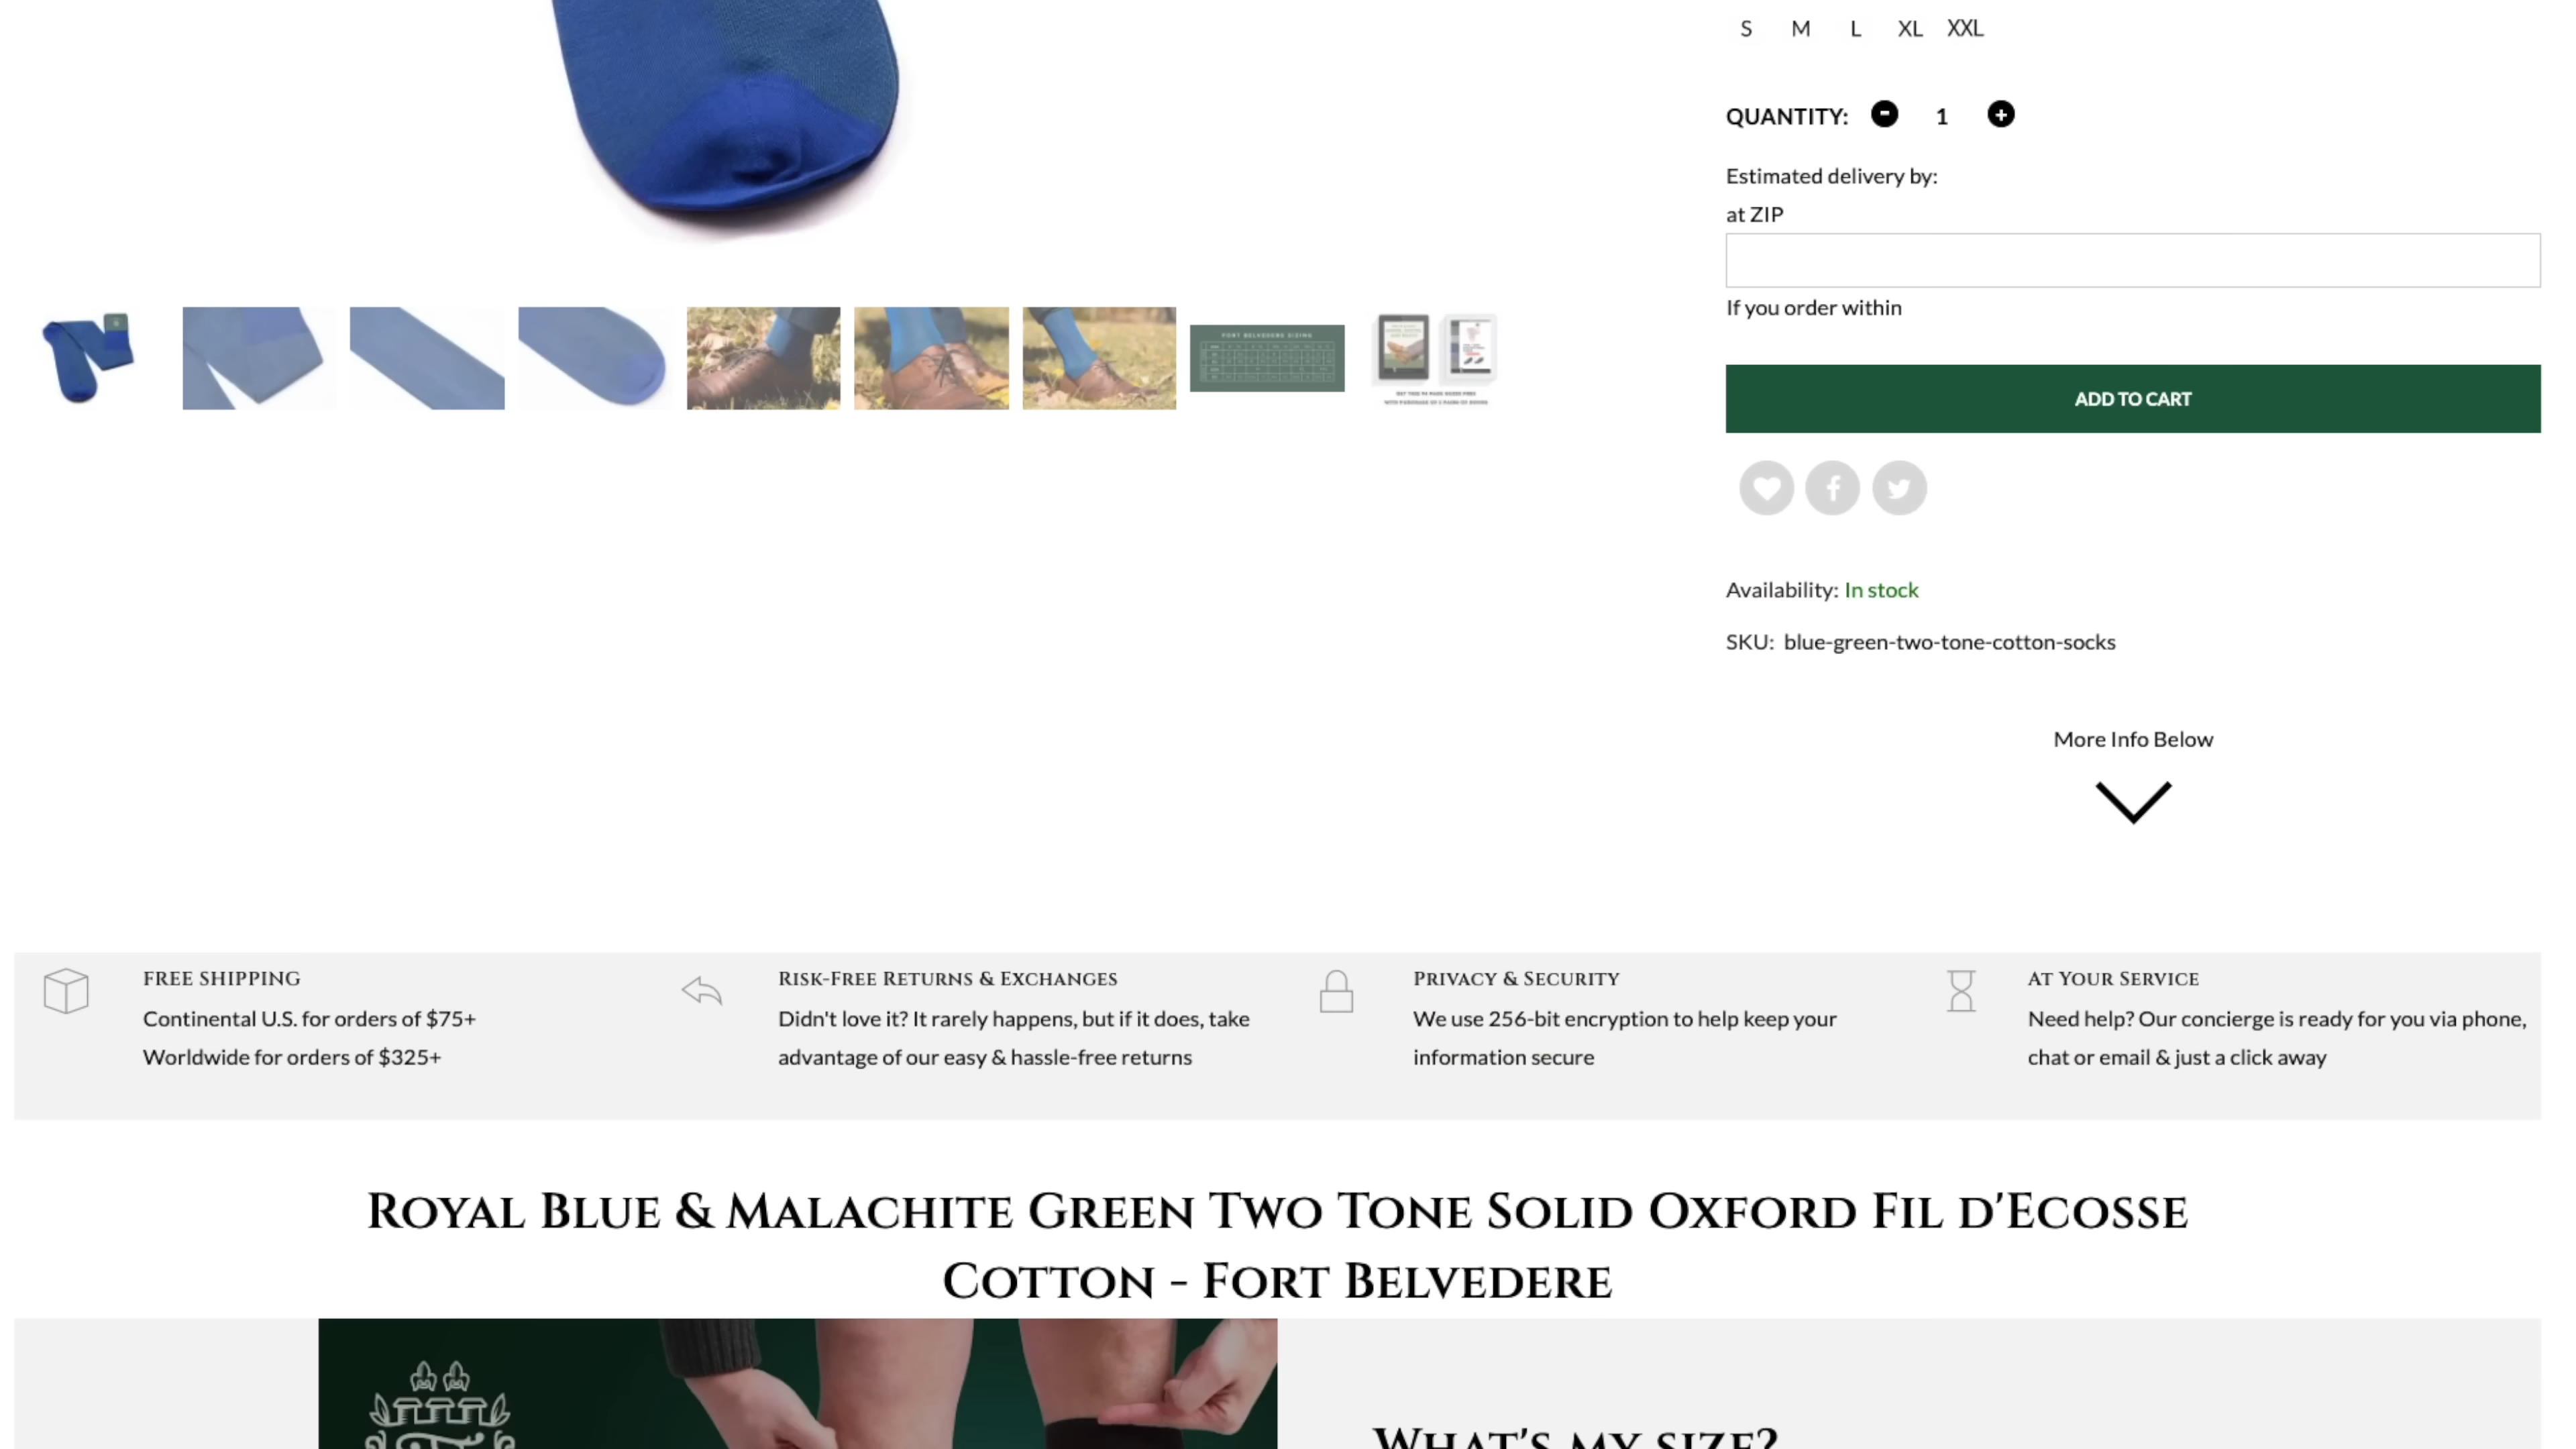 S M L XL XXL
QUANTITY: - 1 +
Estimated delivery by:
at ZIP
If you order within
FORT BELVEDERE SIZING
ADD TO CART
Availability: In stock
SKU: blue-green-two-tone-cotton-socks
More Info Below
FREE SHIPPING
Continental U.S. for orders of $75+
Worldwide for orders of $325+
RISK-FREE RETURNS & EXCHANGES
Didn't love it? It rarely happens, but if it does, take
advantage of our easy & hassle-free returns
PRIVACY & SECURITY
We use 256-bit encryption to help keep your
information secure
AT YOUR SERVICE
Need help? Our concierge is ready for you via phone,
chat or email & just a click away
ROYAL BLUE & MALACHITE GREEN TWO TONE SOLID OXFORD FIL D'ECOSSE
COTTON - FORT BELVEDERE
WHAT'S MY SIZE?